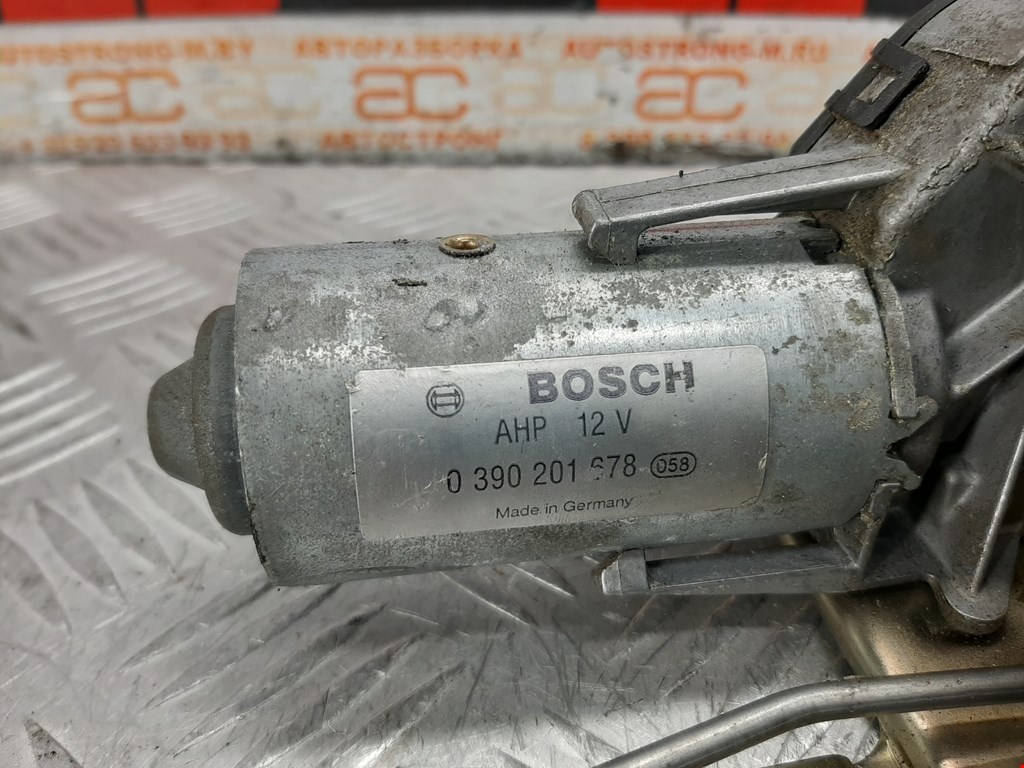 AUTOSTRONG-M.BY АВТОРАЗБОРКА AUTOSTRONG-M.RU
ac ac ac
АВТОСТРОНГ
BOSCH
AHP 12 V
0 390 201 678 058
Made in Germany